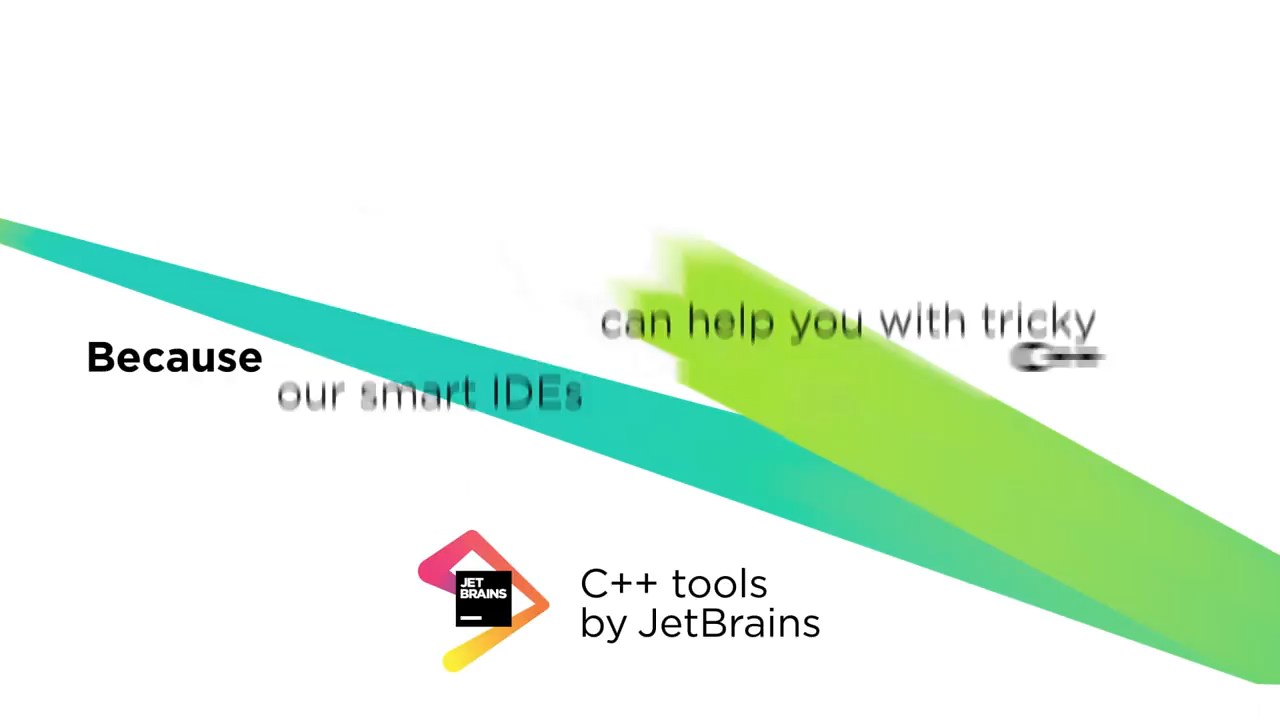 Because our smart IDEs can help you with tricky C++
JET
BRAINS
C++ tools
by JetBrains